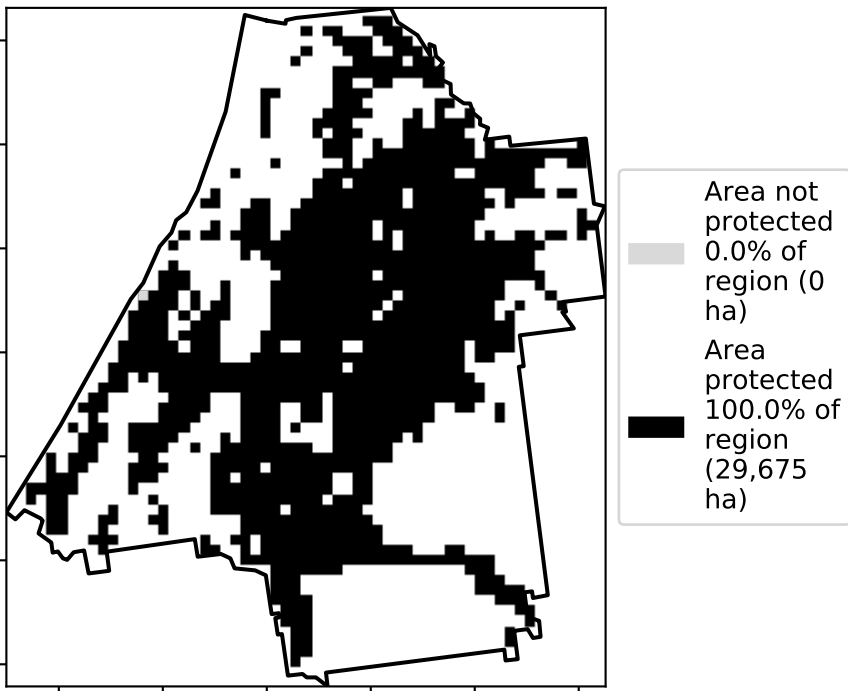 Area not
protected
0.0% of
region (0
ha)
Area
protected
100.0% of
region
(29,675
ha)